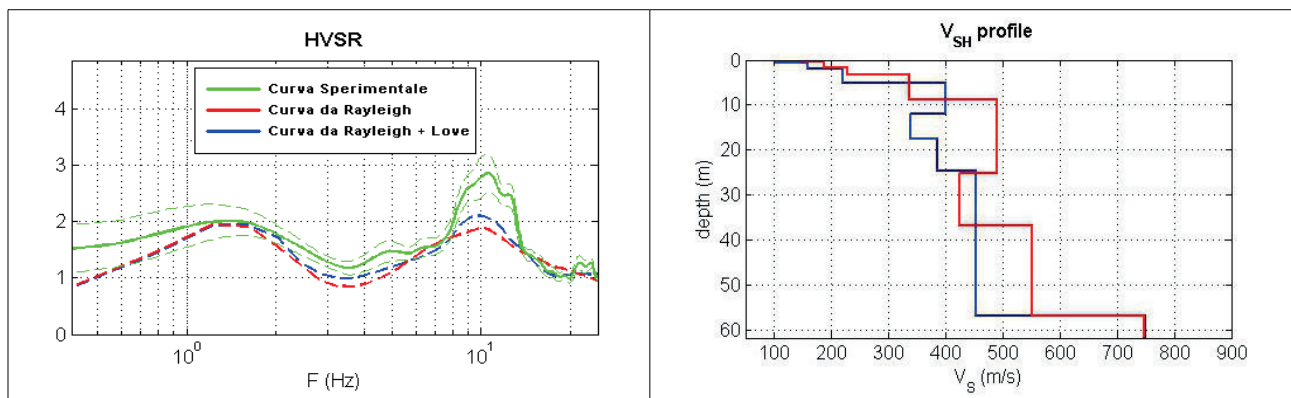 HVSR
Curva Sperimentale
Curva da Rayleigh
Curva da Rayleigh + Love
4
3
2
1
0
10^0
10^1
F (Hz)
V_SH profile
0
10
20
30
40
50
60
depth (m)
100 200 300 400 500 600 700 800 900
V_S (m/s)